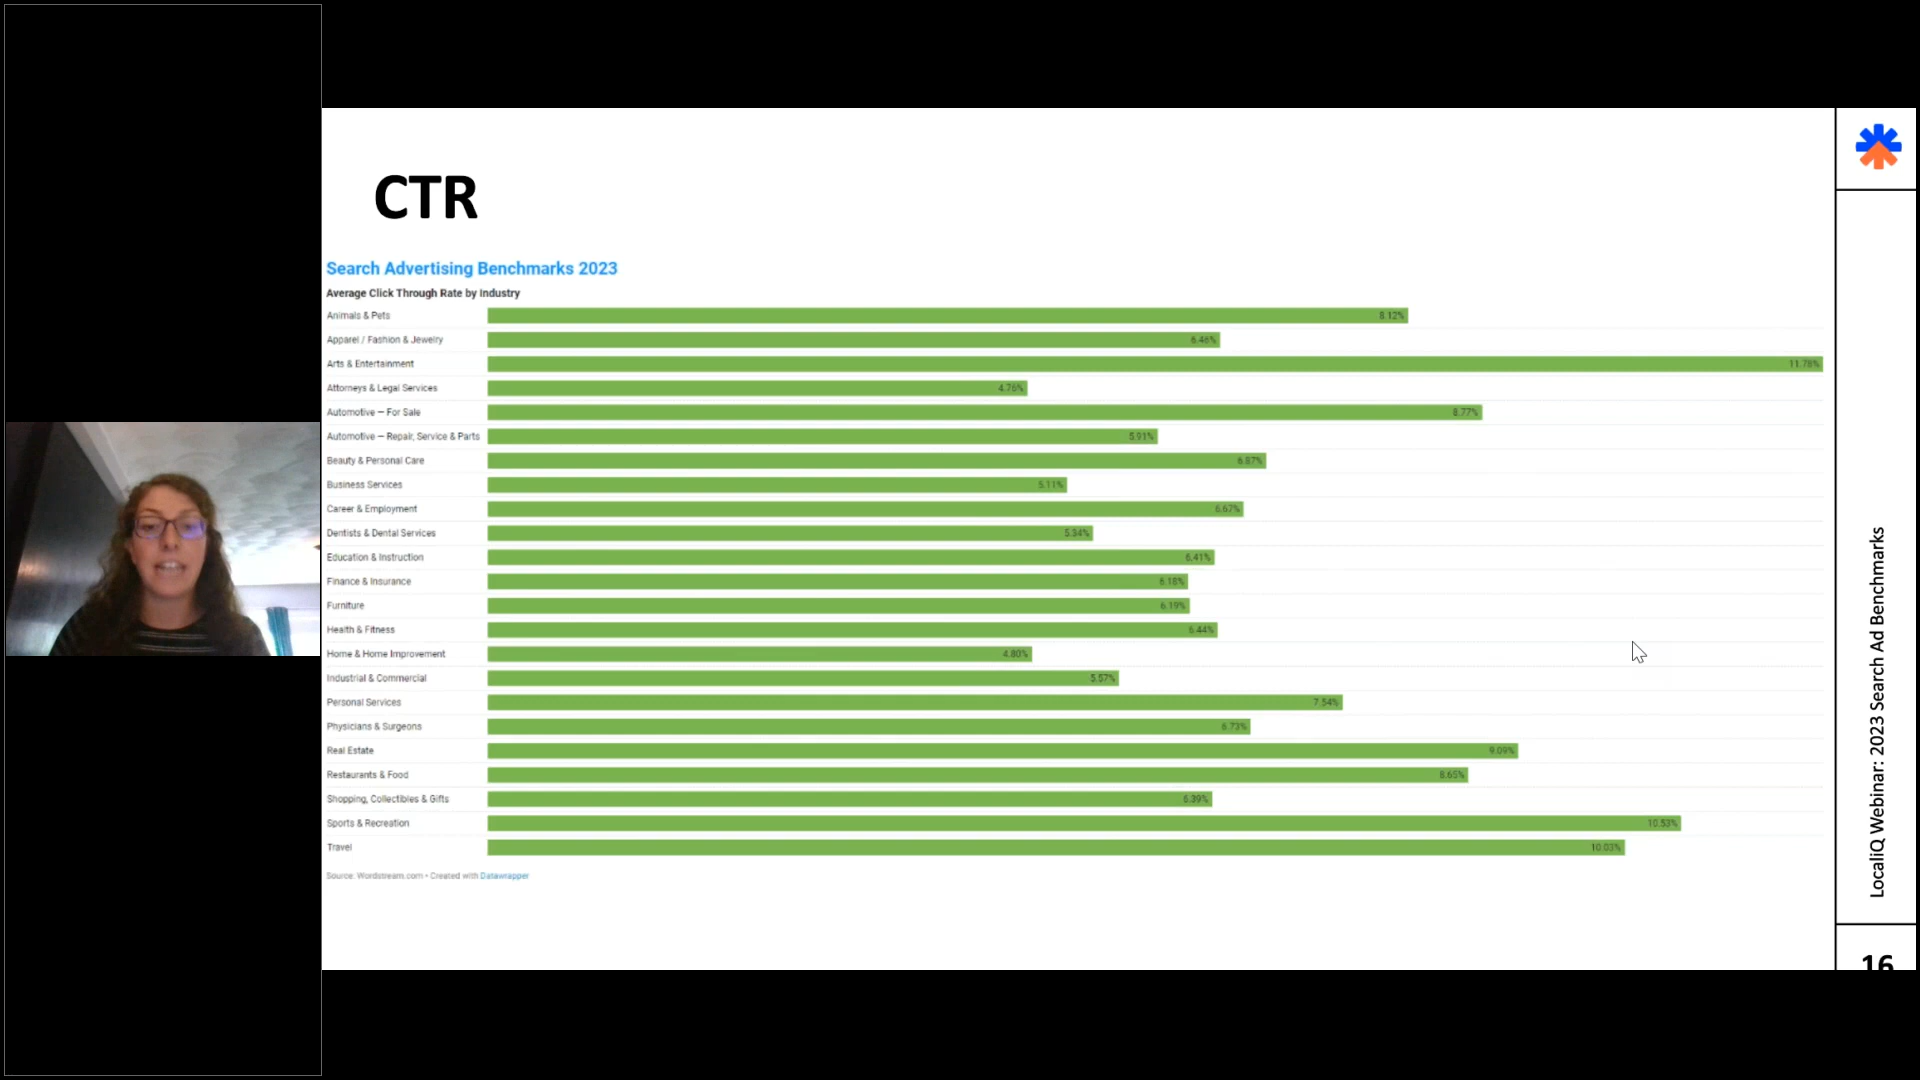 CTR
Search Advertising Benchmarks 2023
Average Click Through Rate by Industry
Animals & Pets 8.12%
Apparel / Fashion & Jewelry 6.46%
Arts & Entertainment 11.78%
Attorneys & Legal Services 4.76%
Automotive — For Sale 8.77%
Automotive — Repair, Service & Parts 5.91%
Beauty & Personal Care 6.87%
Business Services 5.11%
Career & Employment 6.67%
Dentists & Dental Services 5.34%
Education & Instruction 6.41%
Finance & Insurance 6.18%
Furniture 6.19%
Health & Fitness 6.44%
Home & Home Improvement 4.80%
Industrial & Commercial 5.57%
Personal Services 7.54%
Physicians & Surgeons 6.73%
Real Estate 9.09%
Restaurants & Food 8.65%
Shopping, Collectibles & Gifts 6.39%
Sports & Recreation 10.53%
Travel 10.03%
Source: Wordstream.com • Created with Datawrapper
LocaliQ Webinar: 2023 Search Ad Benchmarks
16